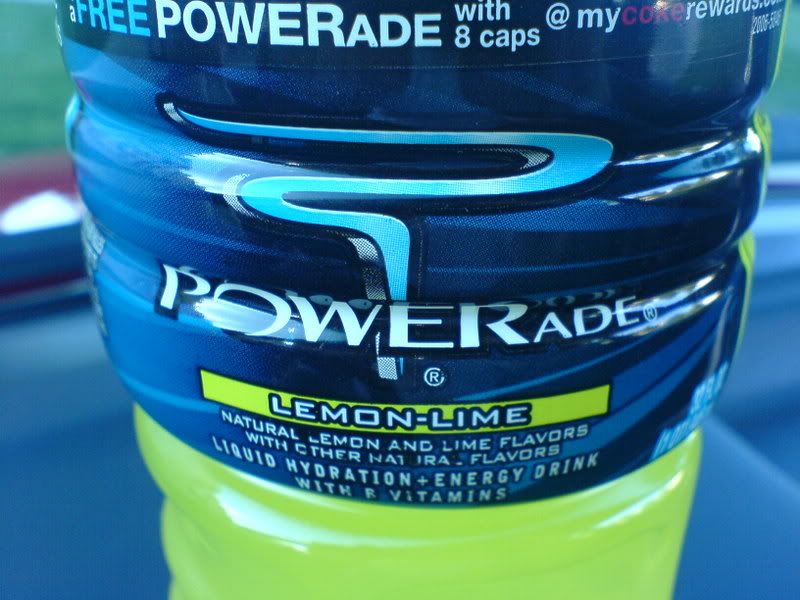 a FREE POWERADE with 8 caps @ mycokerewards.co
POWERADE®
®
LEMON-LIME
NATURAL LEMON AND LIME FLAVORS
WITH OTHER NATURAL FLAVORS
LIQUID HYDRATION+ENERGY DRINK
WITH B VITAMINS